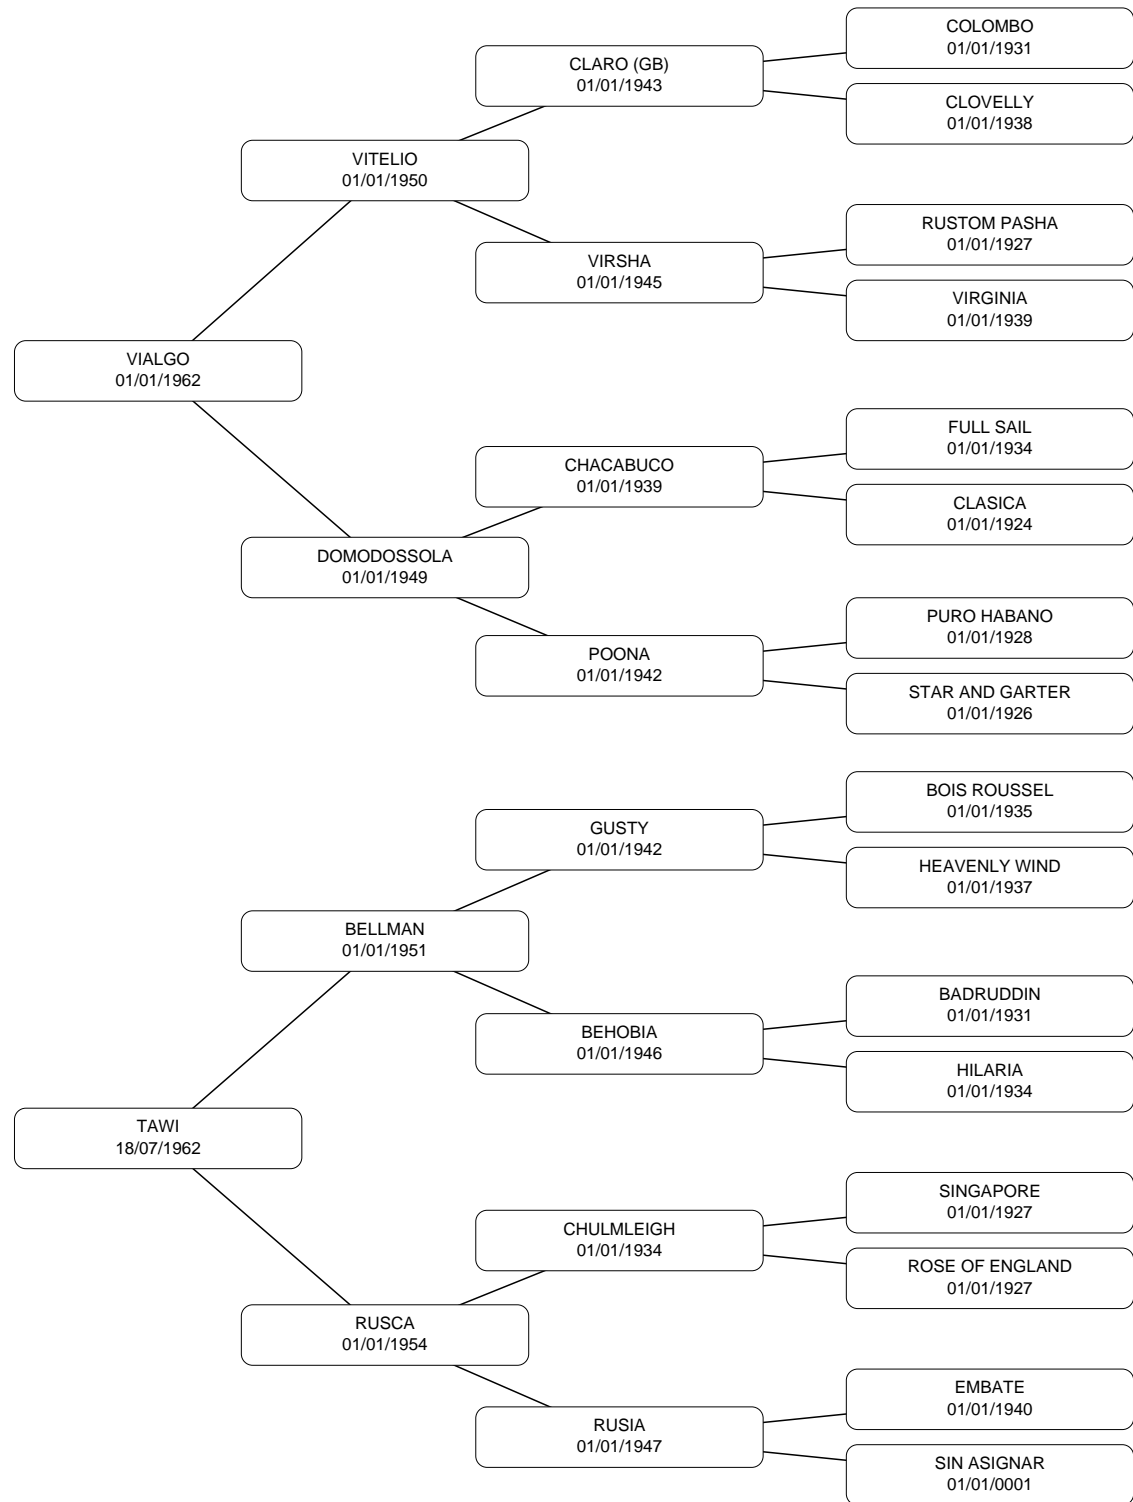 COLOMBO
01/01/1931
CLARO (GB)
01/01/1943
CLOVELLY
01/01/1938
VITELIO
01/01/1950
RUSTOM PASHA
01/01/1927
VIRSHA
01/01/1945
VIRGINIA
01/01/1939
VIALGO
01/01/1962
FULL SAIL
01/01/1934
CHACABUCO
01/01/1939
CLASICA
01/01/1924
DOMODOSSOLA
01/01/1949
PURO HABANO
01/01/1928
POONA
01/01/1942
STAR AND GARTER
01/01/1926
BOIS ROUSSEL
01/01/1935
GUSTY
01/01/1942
HEAVENLY WIND
01/01/1937
BELLMAN
01/01/1951
BADRUDDIN
01/01/1931
BEHOBIA
01/01/1946
HILARIA
01/01/1934
TAWI
18/07/1962
SINGAPORE
01/01/1927
CHULMLEIGH
01/01/1934
ROSE OF ENGLAND
01/01/1927
RUSCA
01/01/1954
EMBATE
01/01/1940
RUSIA
01/01/1947
SIN ASIGNAR
01/01/0001